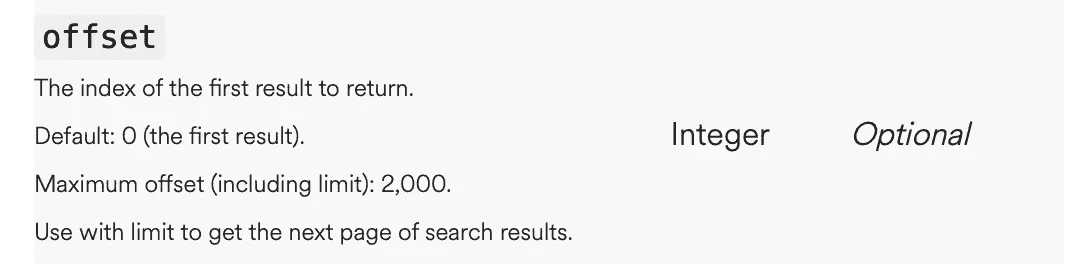 offset
The index of the first result to return.
Default: 0 (the first result).
Integer
Optional
Maximum offset (including limit): 2,000.
Use with limit to get the next page of search results.